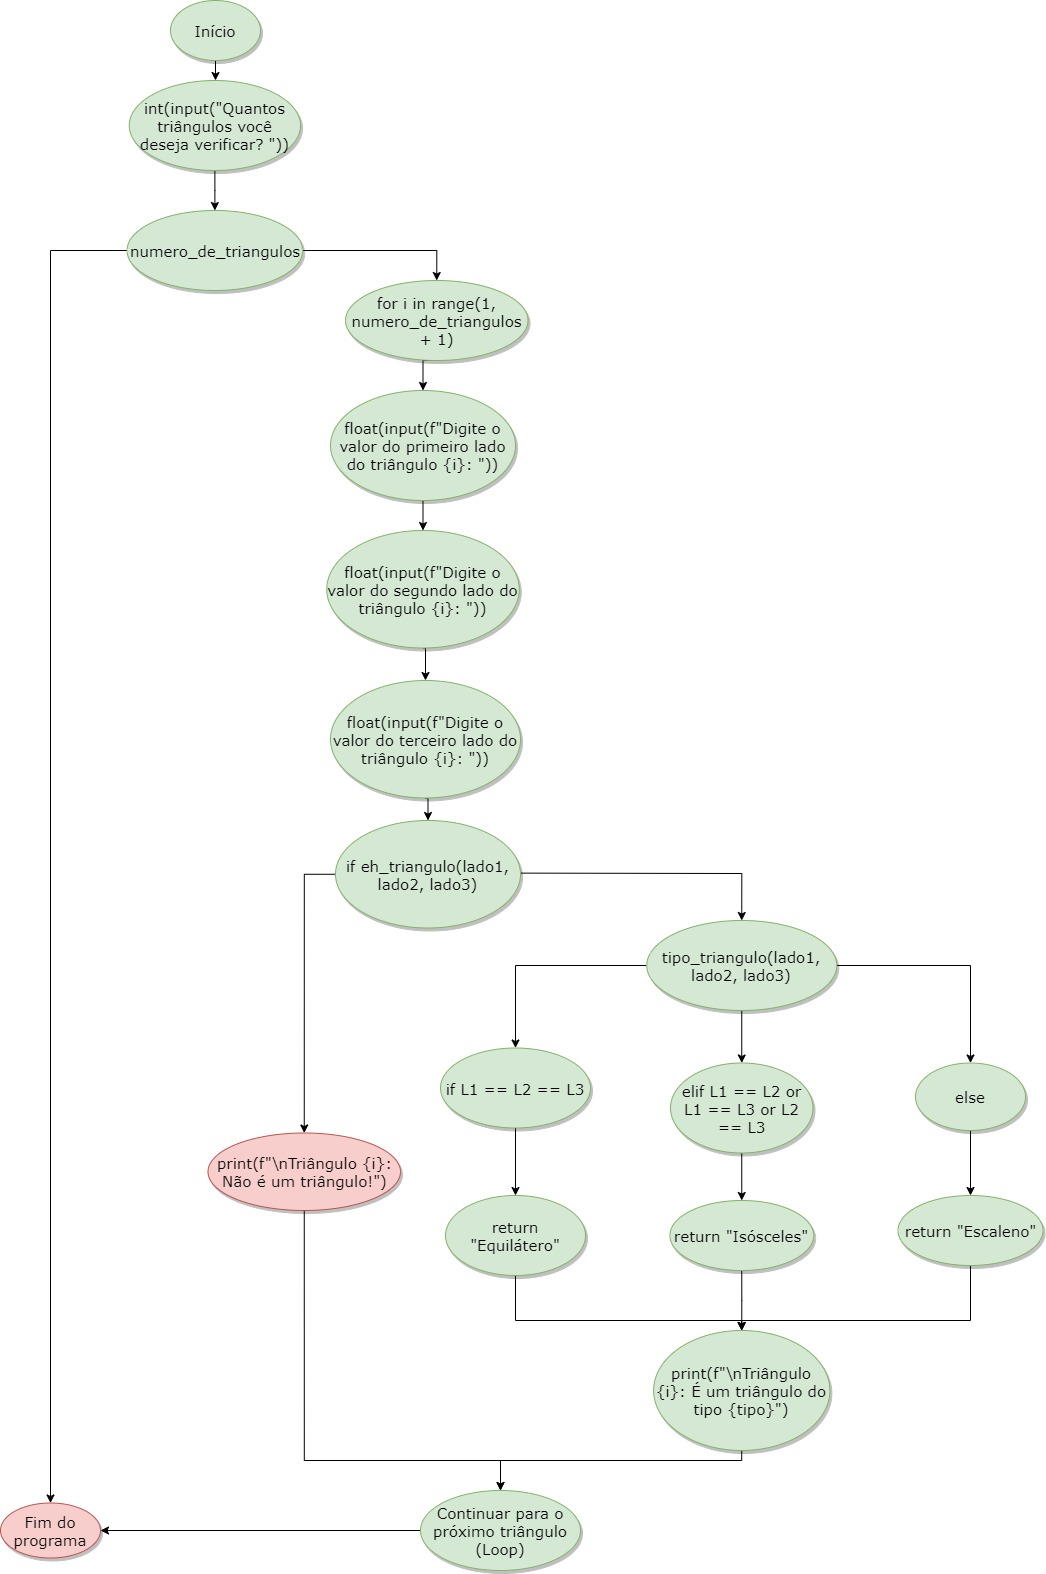 Início
int(input("Quantos
triângulos você
deseja verificar? "))
numero_de_triangulos
for i in range(1,
numero_de_triangulos
+ 1)
float(input(f"Digite o
valor do primeiro lado
do triângulo {i}: "))
float(input(f"Digite o
valor do segundo lado do
triângulo {i}: "))
float(input(f"Digite o
valor do terceiro lado do
triângulo {i}: "))
if eh_triangulo(lado1,
lado2, lado3)
tipo_triangulo(lado1,
lado2, lado3)
if L1 == L2 == L3
elif L1 == L2 or
L1 == L3 or L2
== L3
else
print(f"\nTriângulo {i}:
Não é um triângulo!")
return
"Equilátero"
return "Isósceles"
return "Escaleno"
print(f"\nTriângulo
{i}: É um triângulo do
tipo {tipo}")
Continuar para o
próximo triângulo
(Loop)
Fim do
programa